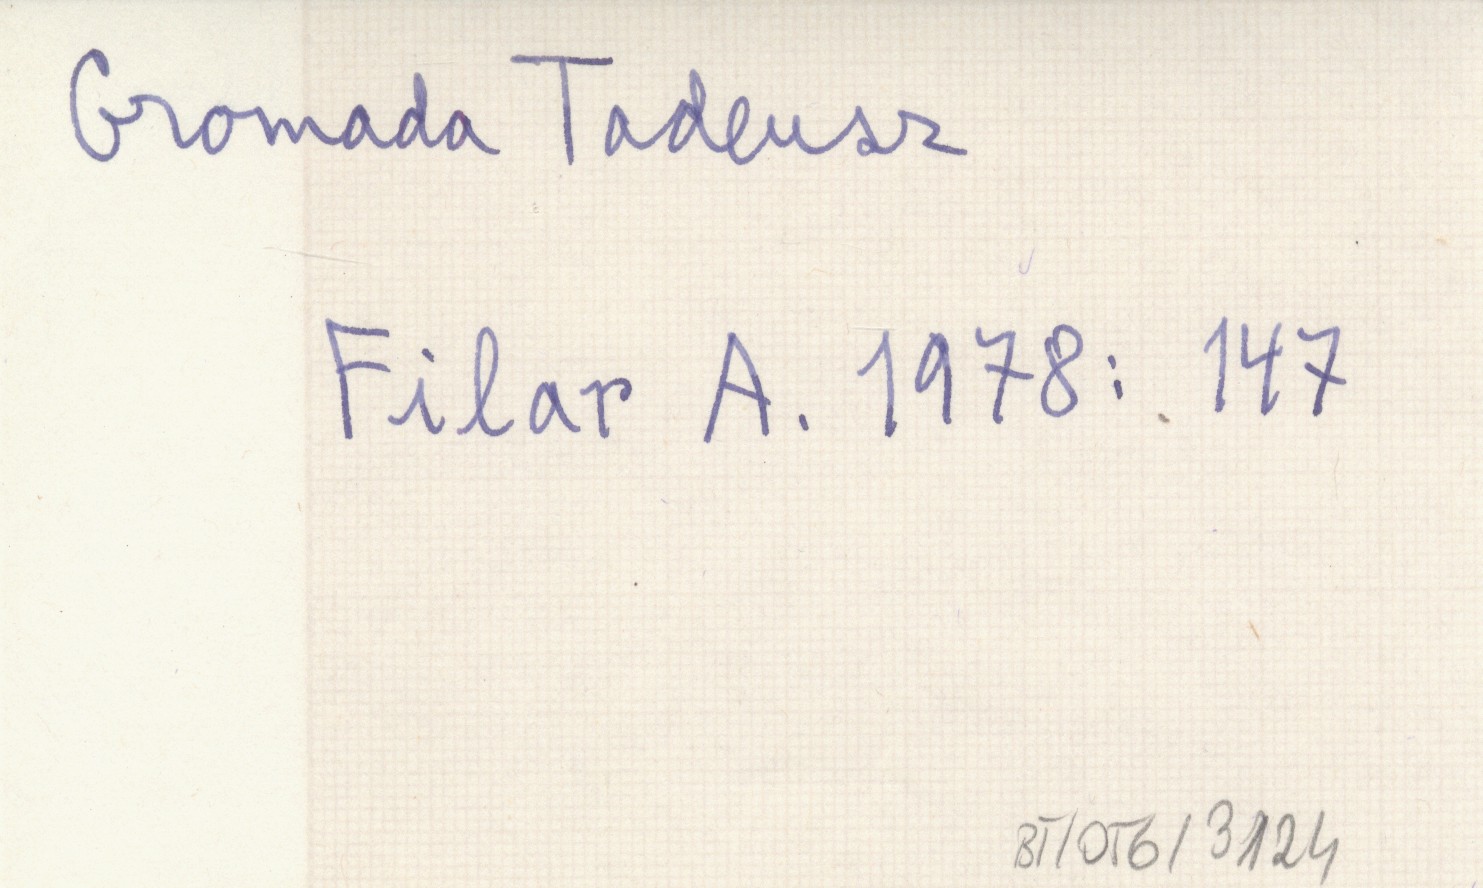 Gromada Tadeusz
Filar A. 1978: 147
BT/OT6/3124